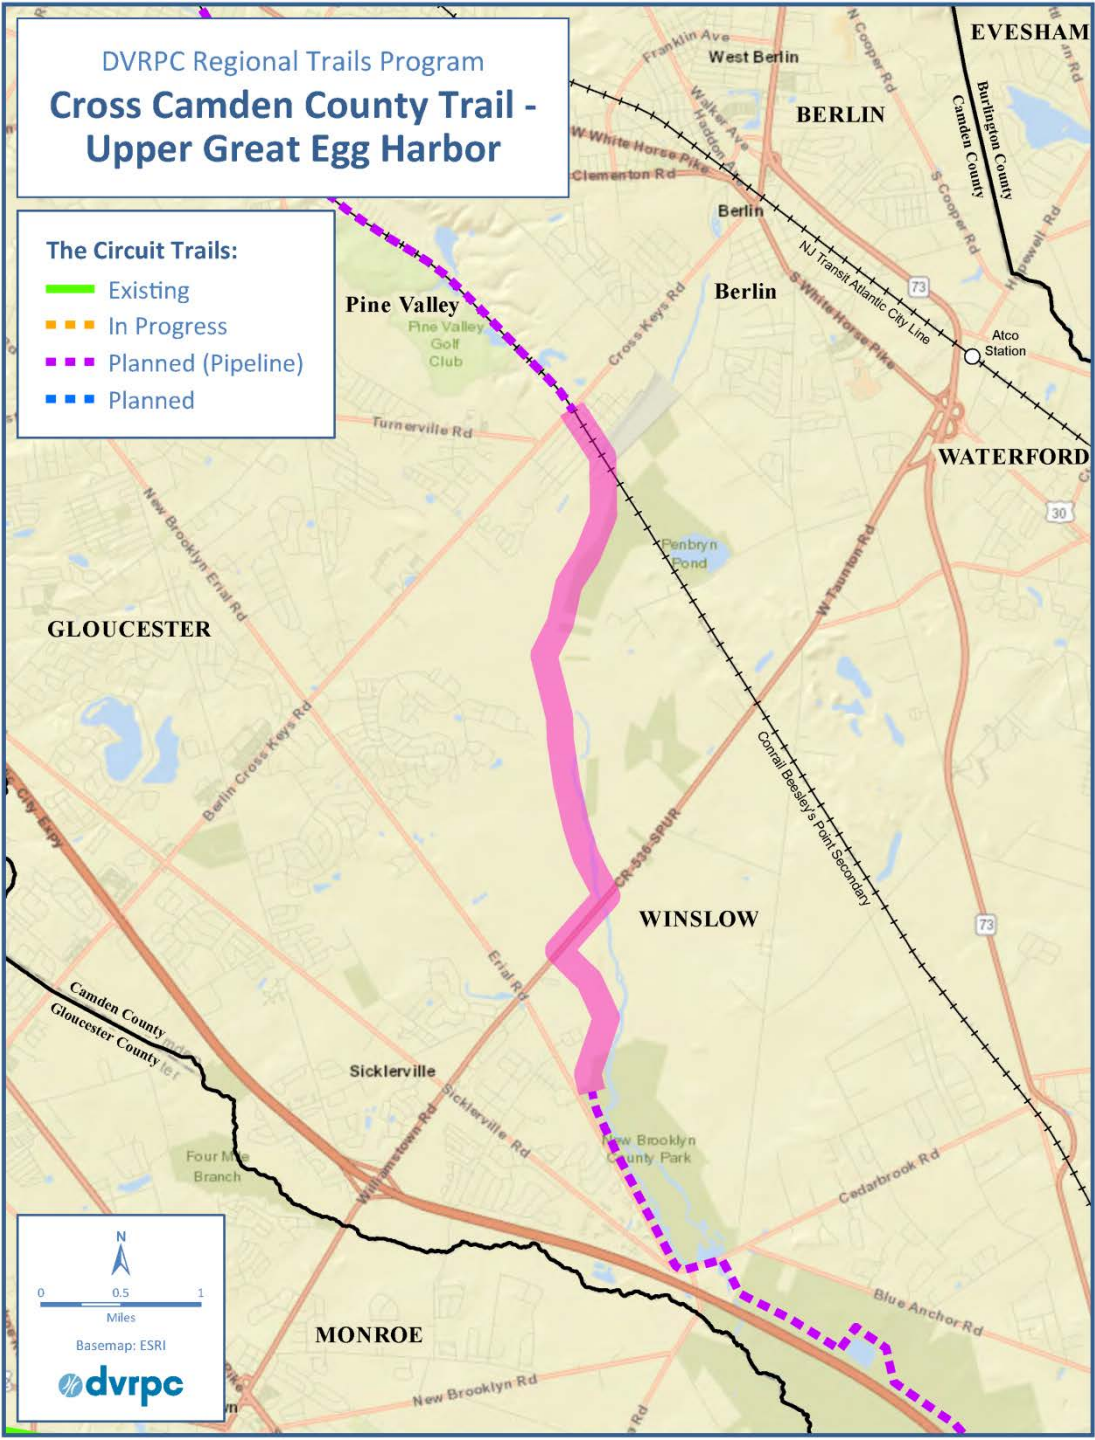 DVRPC Regional Trails Program
Cross Camden County Trail -
Upper Great Egg Harbor
The Circuit Trails:
Existing
In Progress
Planned (Pipeline)
Planned
EVESHAM
Franklin Ave
West Berlin
N Cooper Rd
BERLIN
Burlington County
Camden County
Walker Ave
Haddon Ave
W White Horse Pike
Clementon Rd
S Cooper Rd
Berlin
NJ Transit Atlantic City Line
73
Berlin
Pine Valley
Pine Valley
Golf
Club
Cross Keys Rd
S White Horse Pike
Atco
Station
Turnerville Rd
WATERFORD
30
New Brooklyn Erial Rd
Penbryn
Pond
W Taunton Rd
GLOUCESTER
Berlin Cross Keys Rd
Conrail Beesley's Point Secondary
City Expy
CR-536-SPUR
WINSLOW
73
Erial Rd
Camden County
Gloucester County
Sicklerville
Sicklerville Rd
Williamstown Rd
New Brooklyn
County Park
Four Mile
Branch
Cedarbrook Rd
Blue Anchor Rd
MONROE
New Brooklyn Rd
Rd
N
0 0.5 1
Miles
Basemap: ESRI
dvrpc